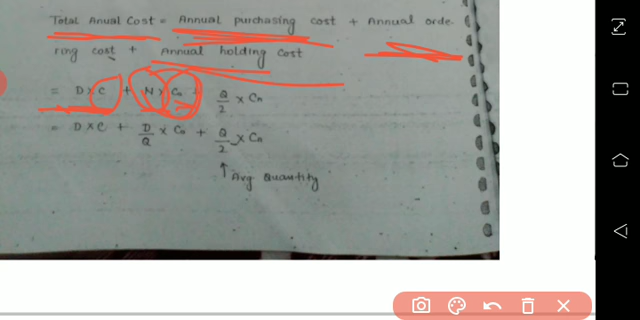 Total Anual Cost = Annual purchasing cost + Annual orde-
ring cost + Annual holding Cost
= D×C + N×C₀ + Q/2 × Cₕ
= D×C + D/Q × C₀ + Q/2 × Cₕ
↑ Avg Quantity